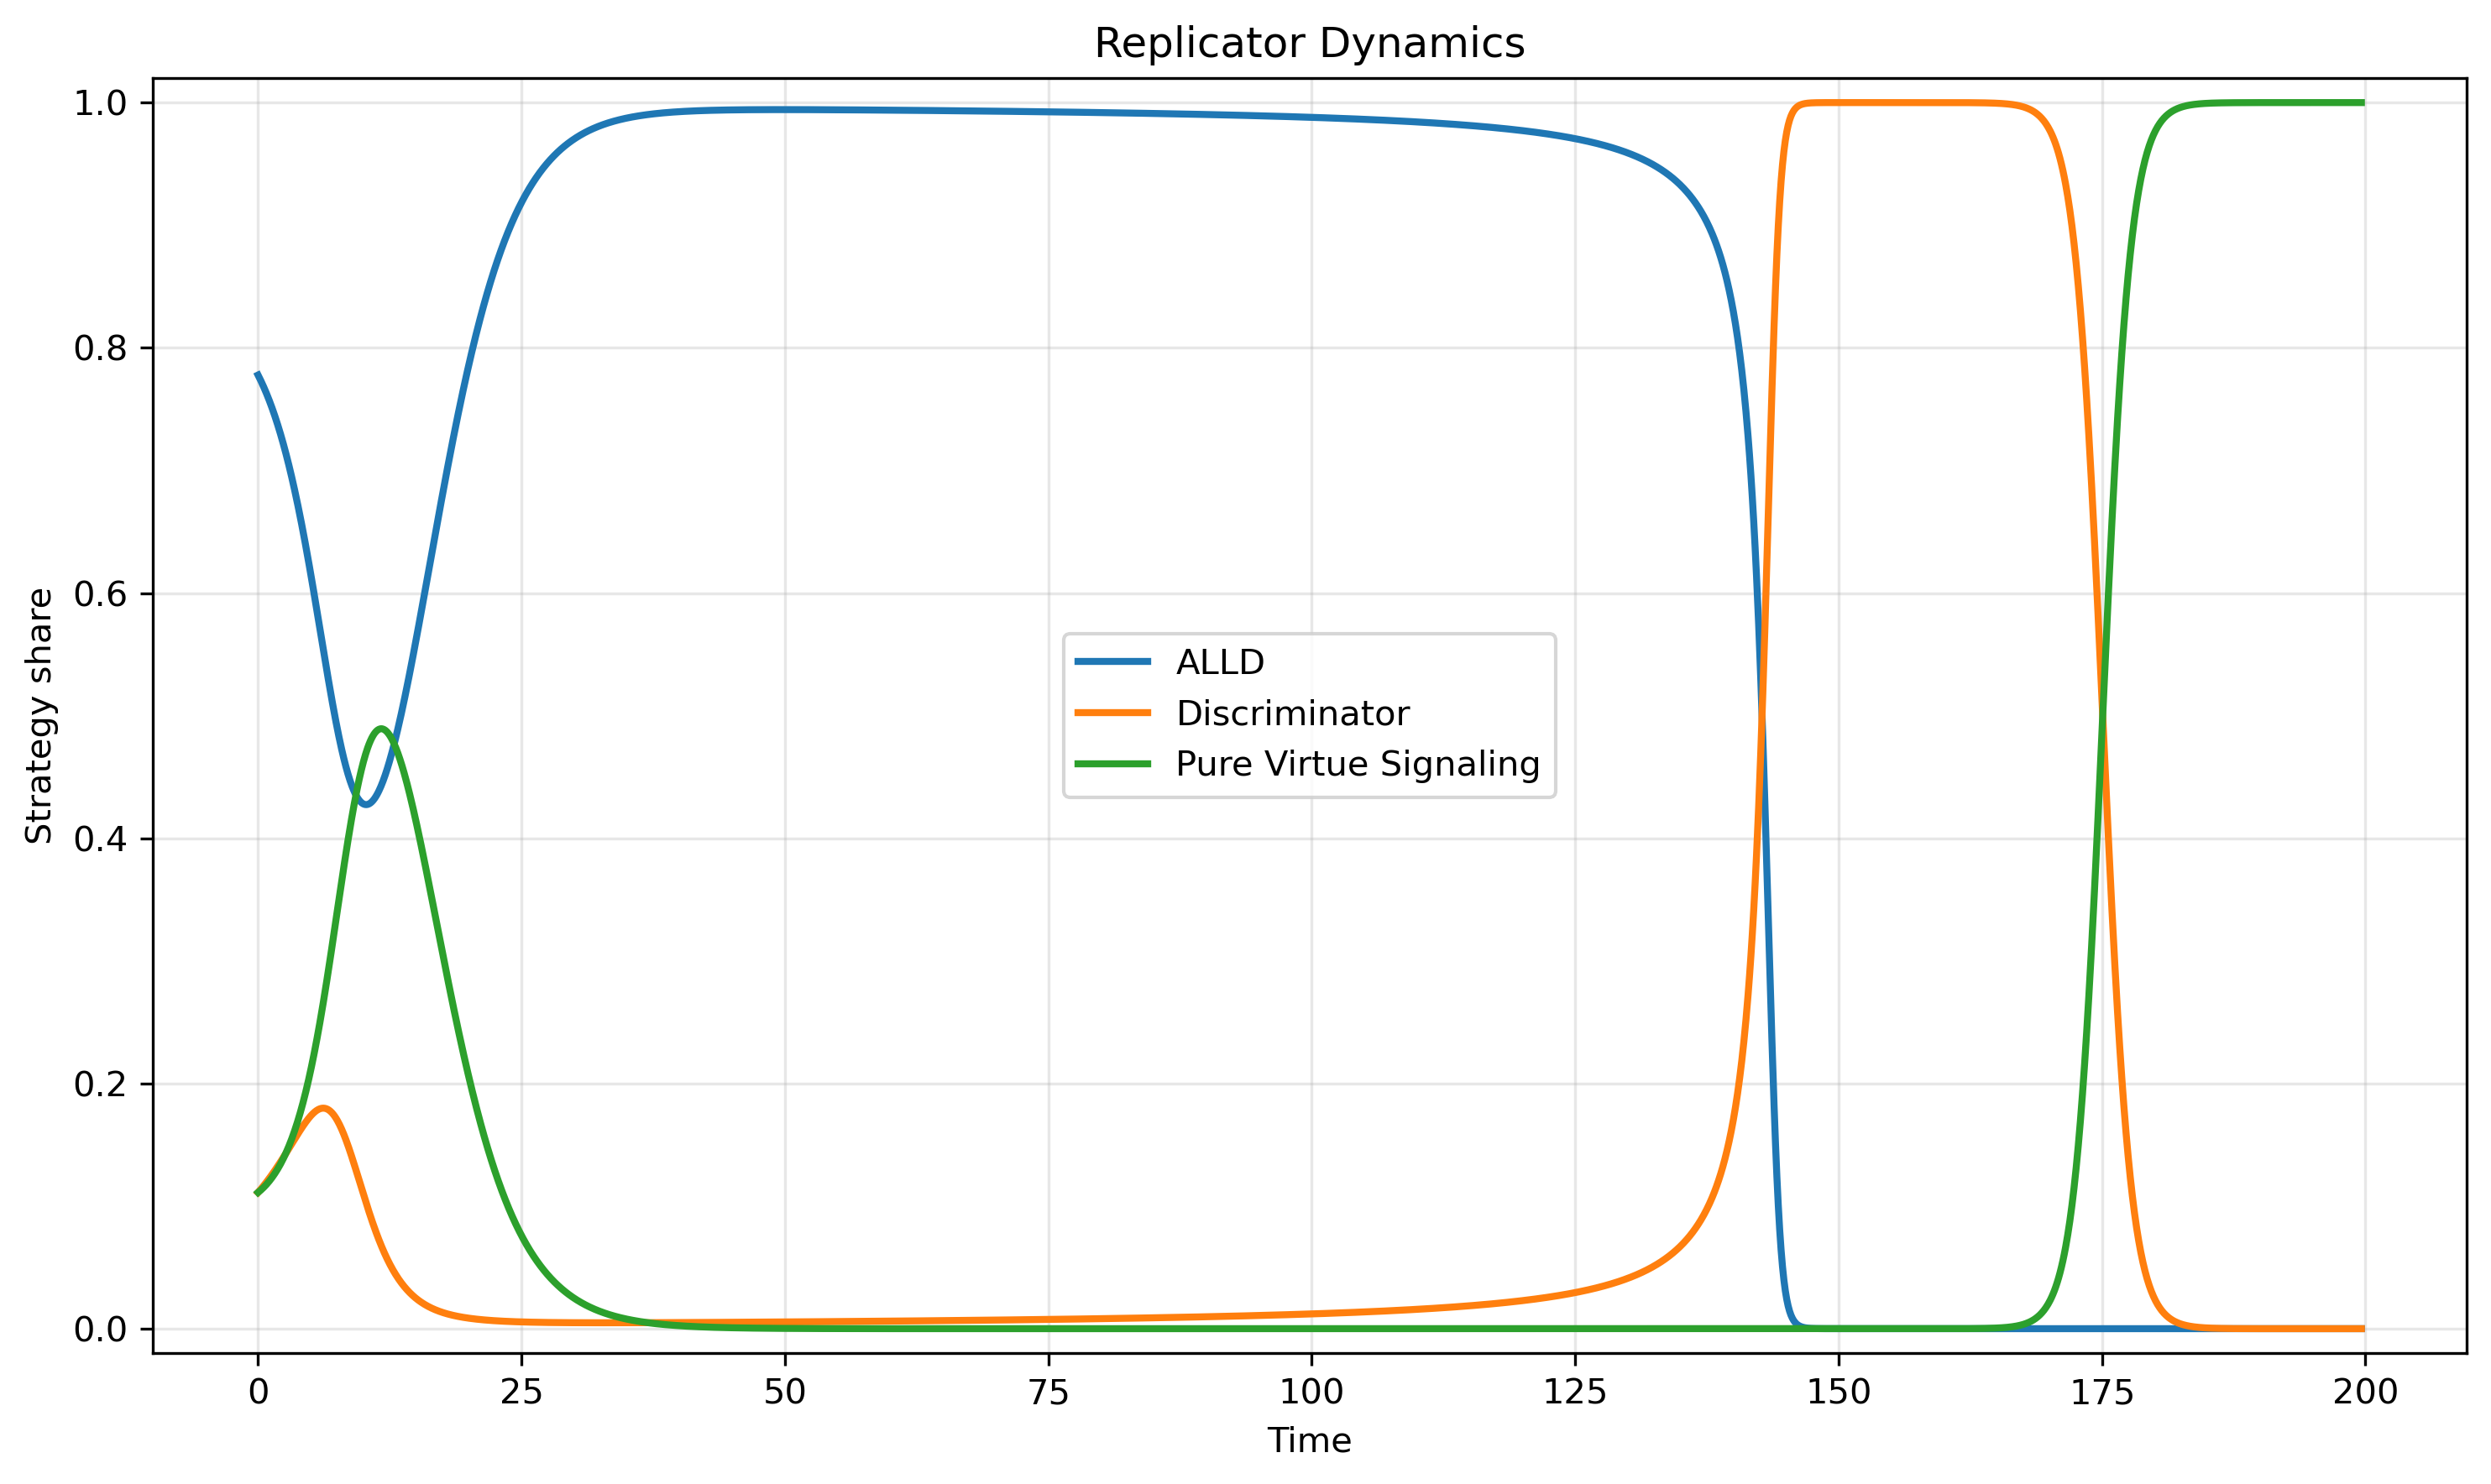 Replicator Dynamics
Strategy share
1.0
0.8
0.6
0.4
0.2
0.0
ALLD
Discriminator
Pure Virtue Signaling
0 25 50 75 100 125 150 175 200
Time